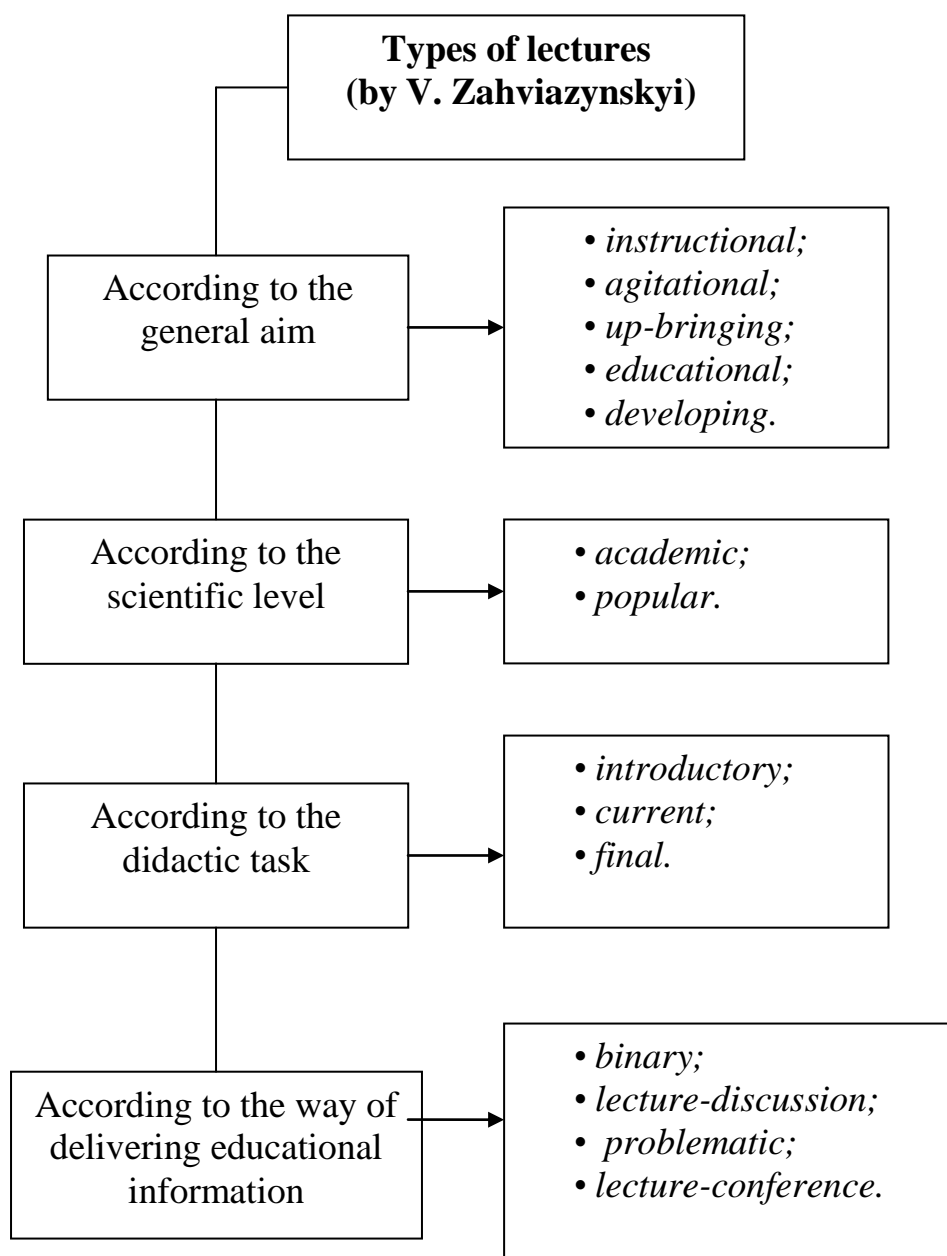 Types of lectures
(by V. Zahviazynskyi)
According to the
general aim
• instructional;
• agitational;
• up-bringing;
• educational;
• developing.
According to the
scientific level
• academic;
• popular.
According to the
didactic task
• introductory;
• current;
• final.
According to the way of
delivering educational
information
• binary;
• lecture-discussion;
• problematic;
• lecture-conference.